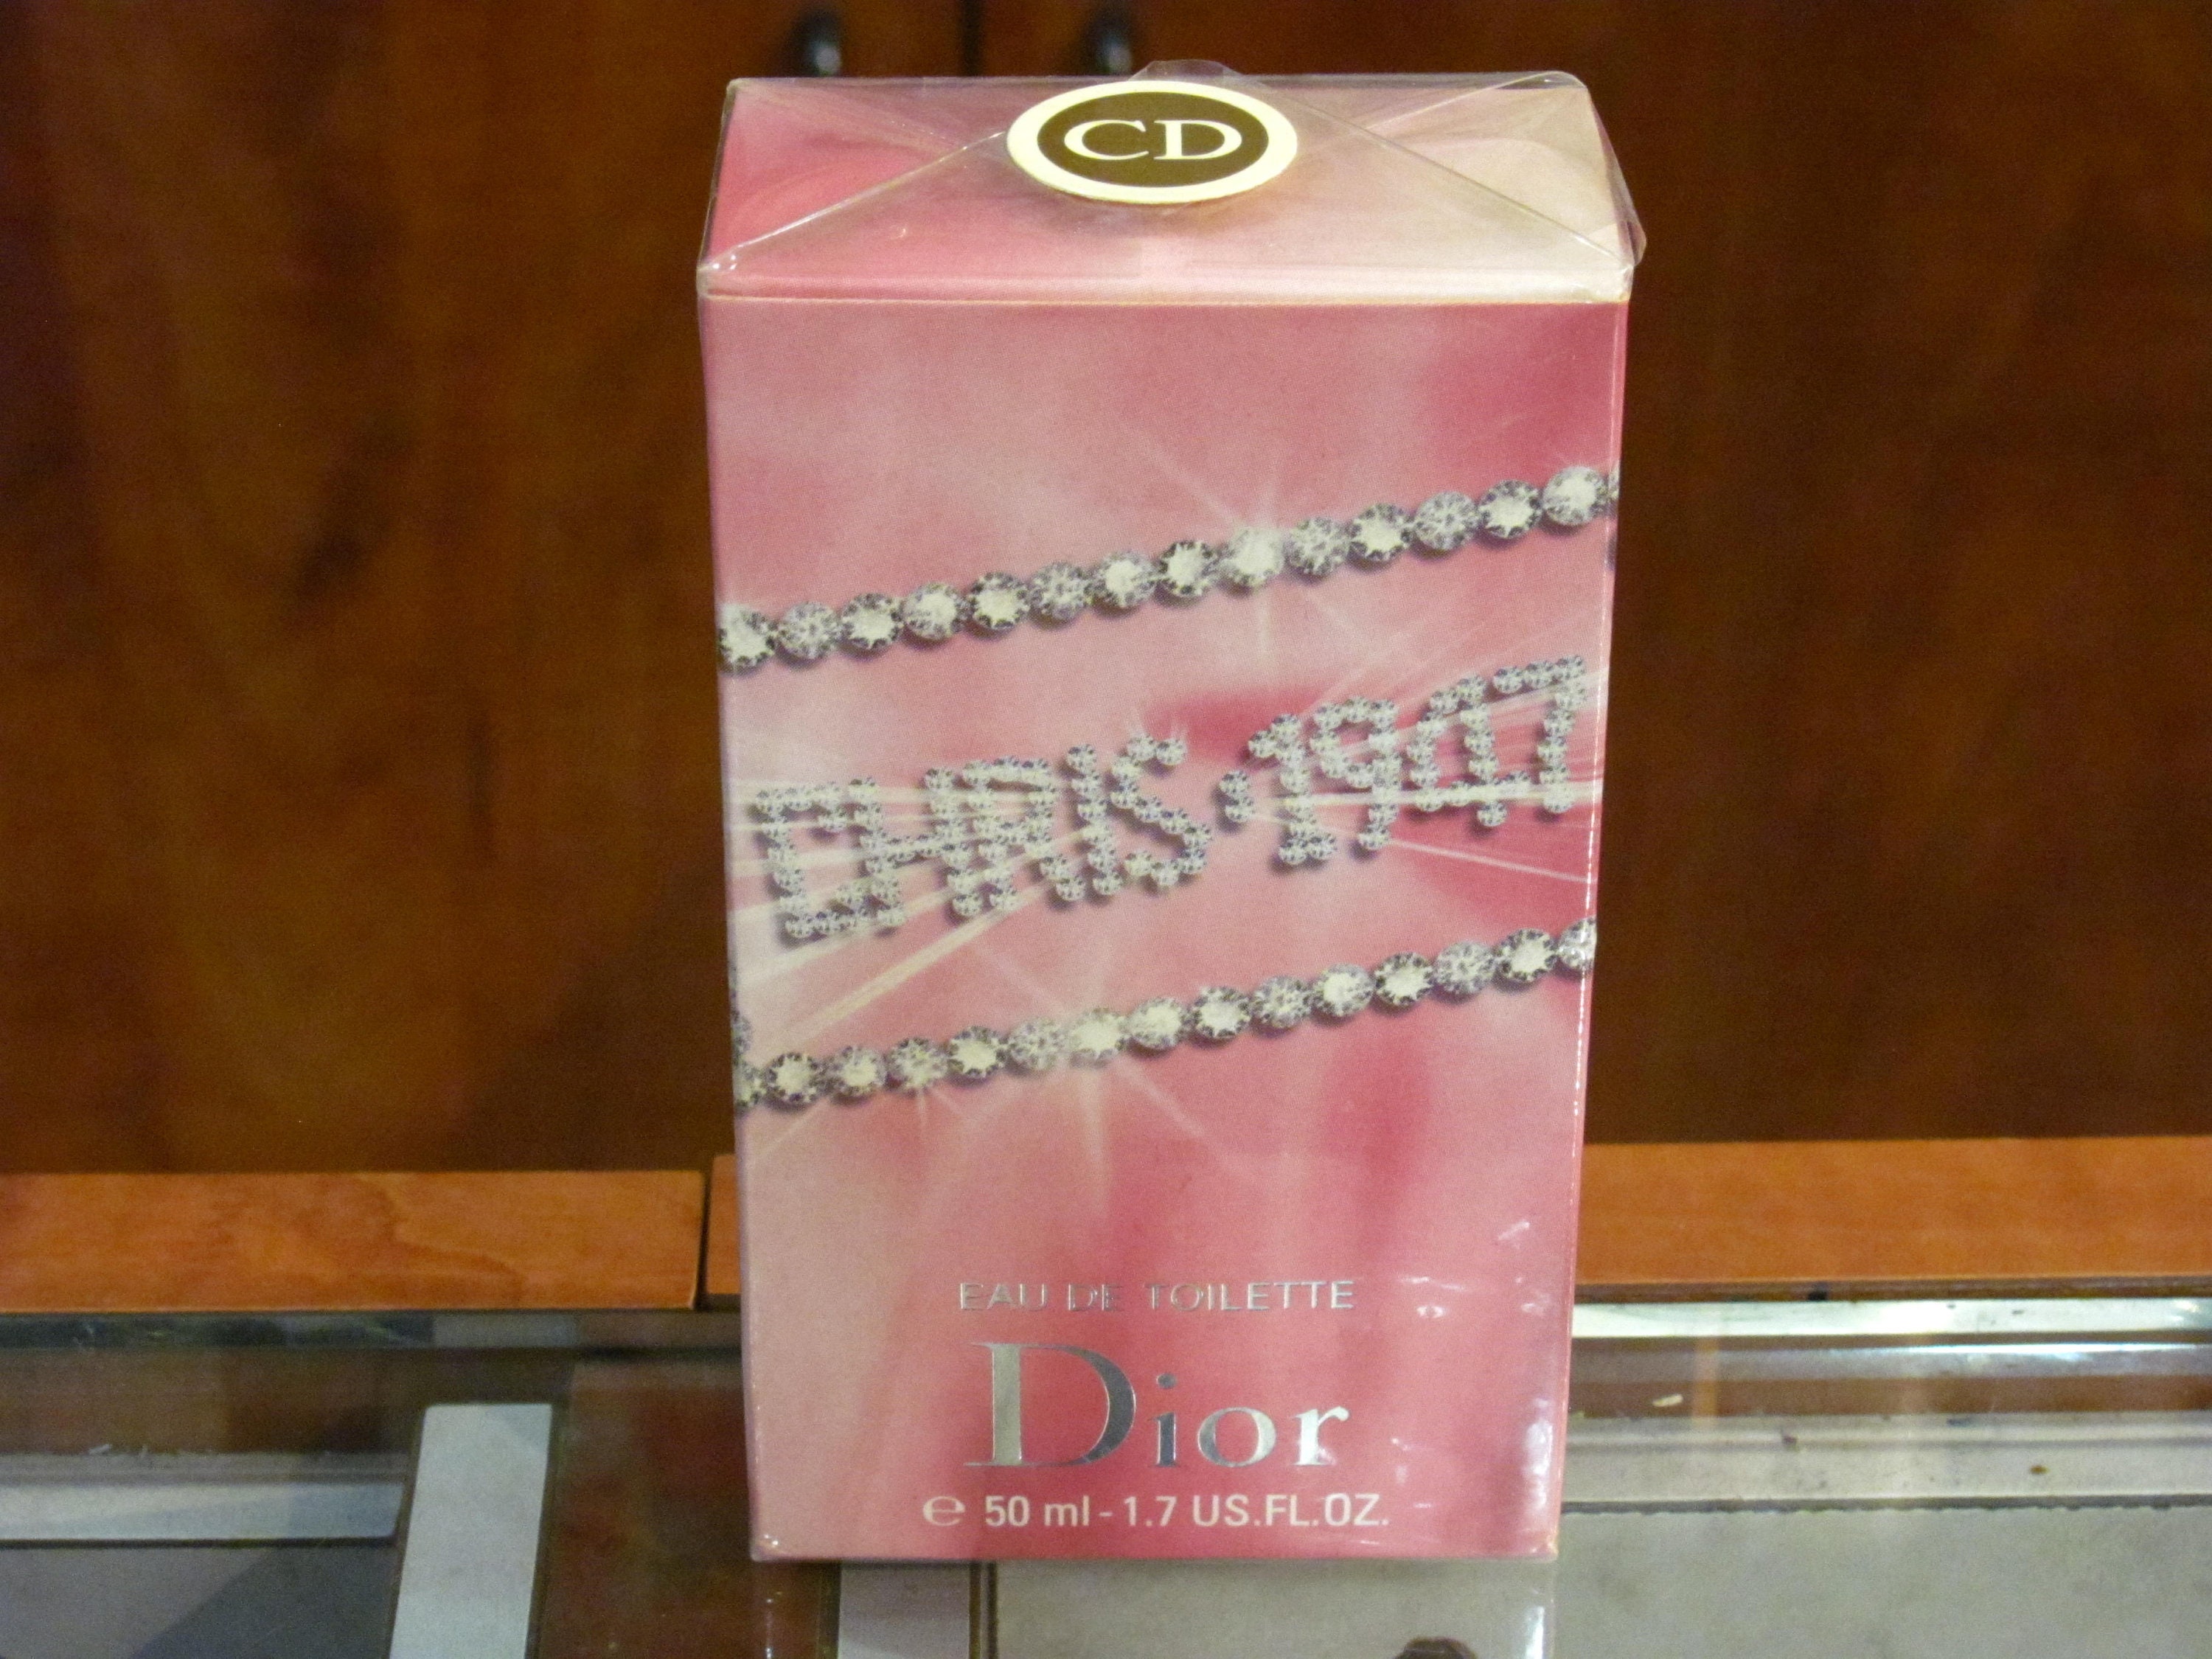 CD
CHRIS·1947
EAU DE TOILETTE
Dior
℮ 50 ml - 1.7 US.FL.OZ.